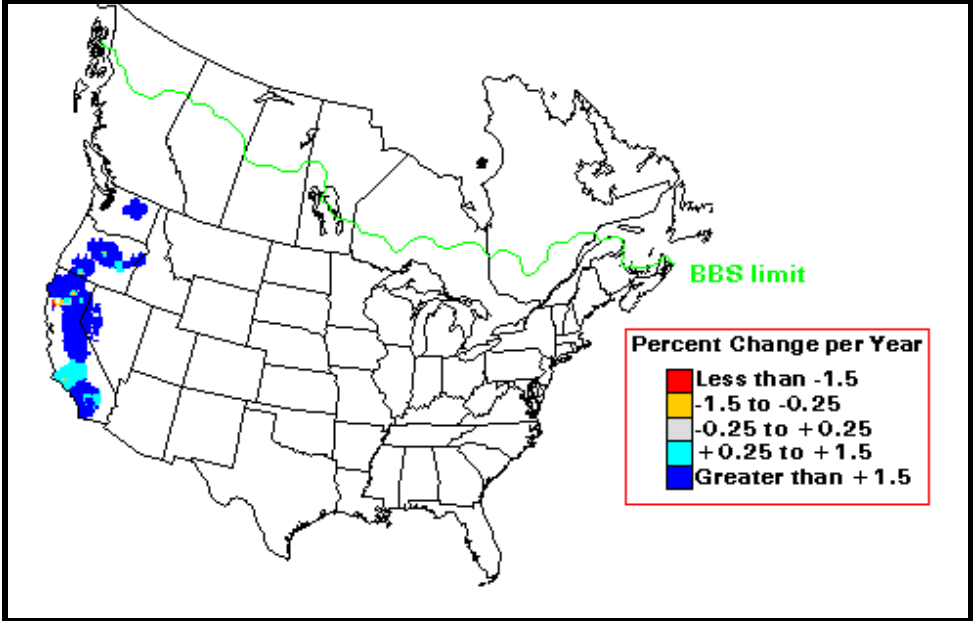 BBS limit
Percent Change per Year
Less than -1.5
-1.5 to -0.25
-0.25 to +0.25
+0.25 to +1.5
Greater than +1.5